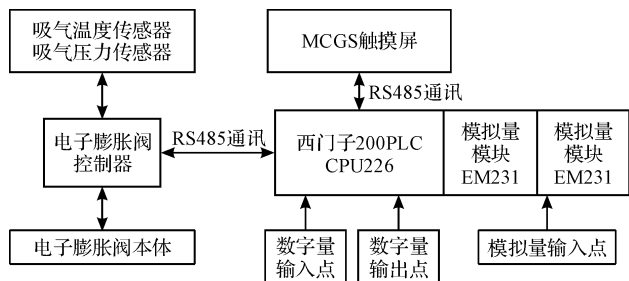 吸气温度传感器
吸气压力传感器
MCGS触摸屏
RS485通讯
电子膨胀阀
控制器
RS485通讯
西门子200PLC
CPU226
模拟量
模块
EM231
模拟量
模块
EM231
电子膨胀阀本体
数字量
输入点
数字量
输出点
模拟量输入点